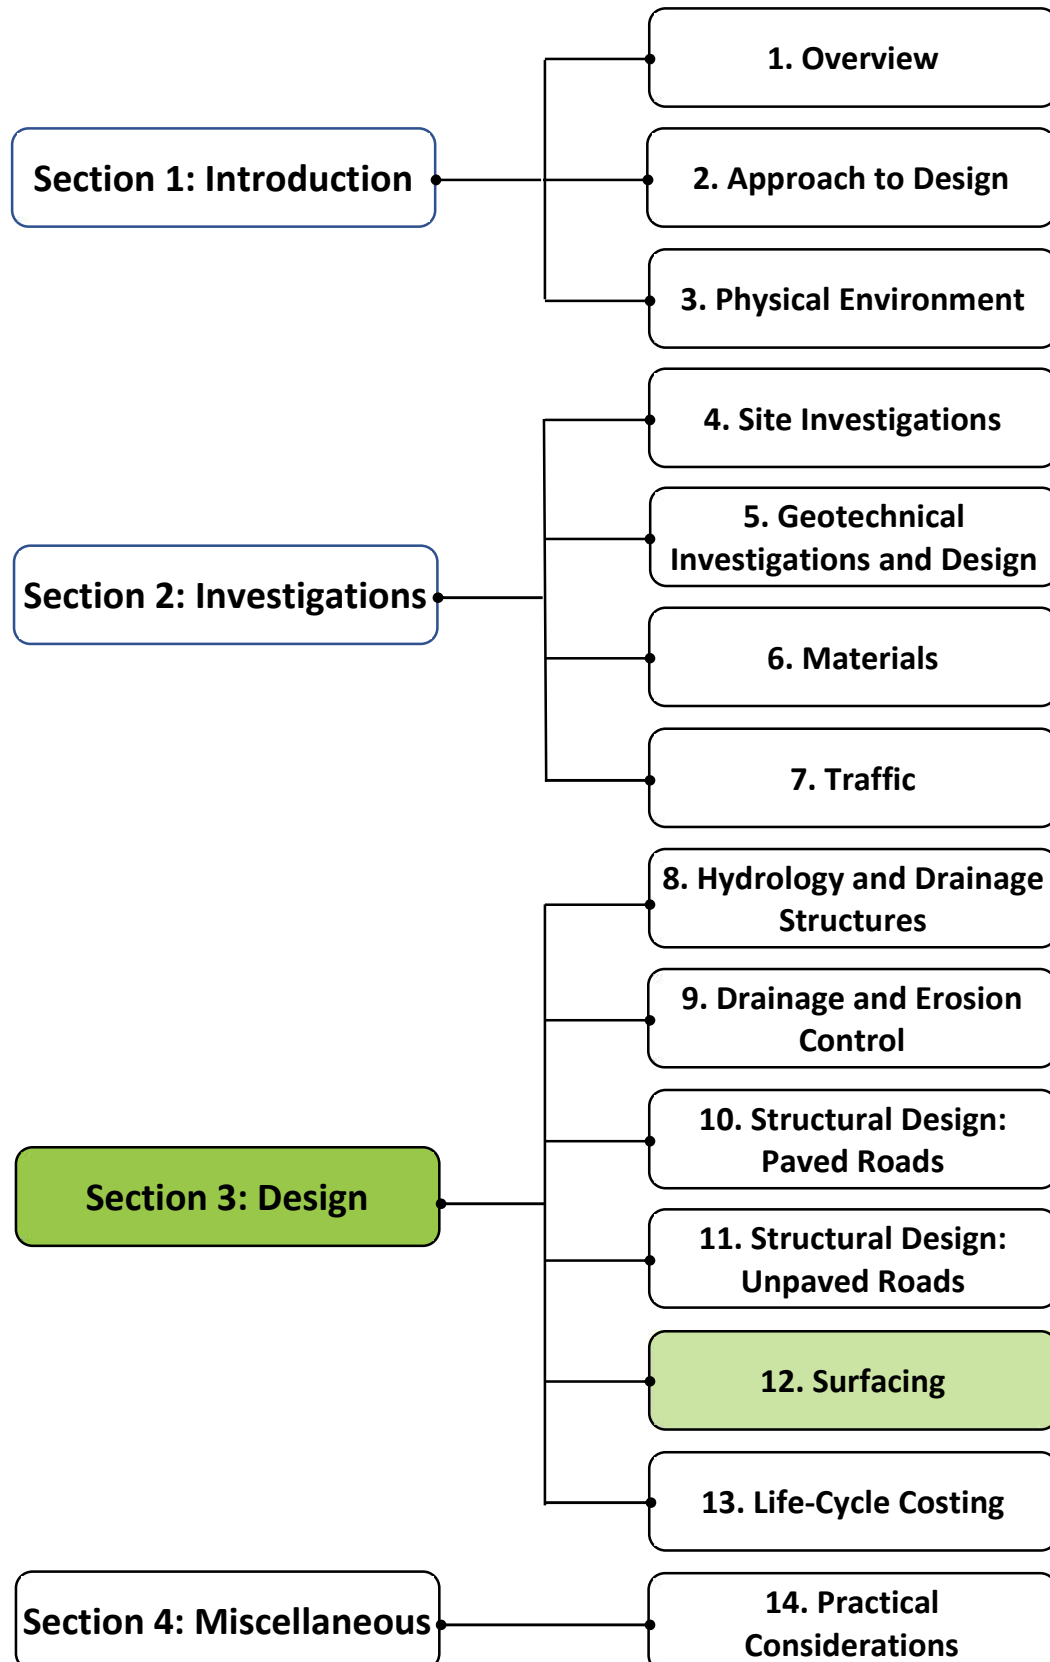 1. Overview
Section 1: Introduction
2. Approach to Design
3. Physical Environment
4. Site Investigations
5. Geotechnical
Investigations and Design
Section 2: Investigations
6. Materials
7. Traffic
8. Hydrology and Drainage
Structures
9. Drainage and Erosion
Control
10. Structural Design:
Paved Roads
Section 3: Design
11. Structural Design:
Unpaved Roads
12. Surfacing
13. Life-Cycle Costing
Section 4: Miscellaneous
14. Practical
Considerations